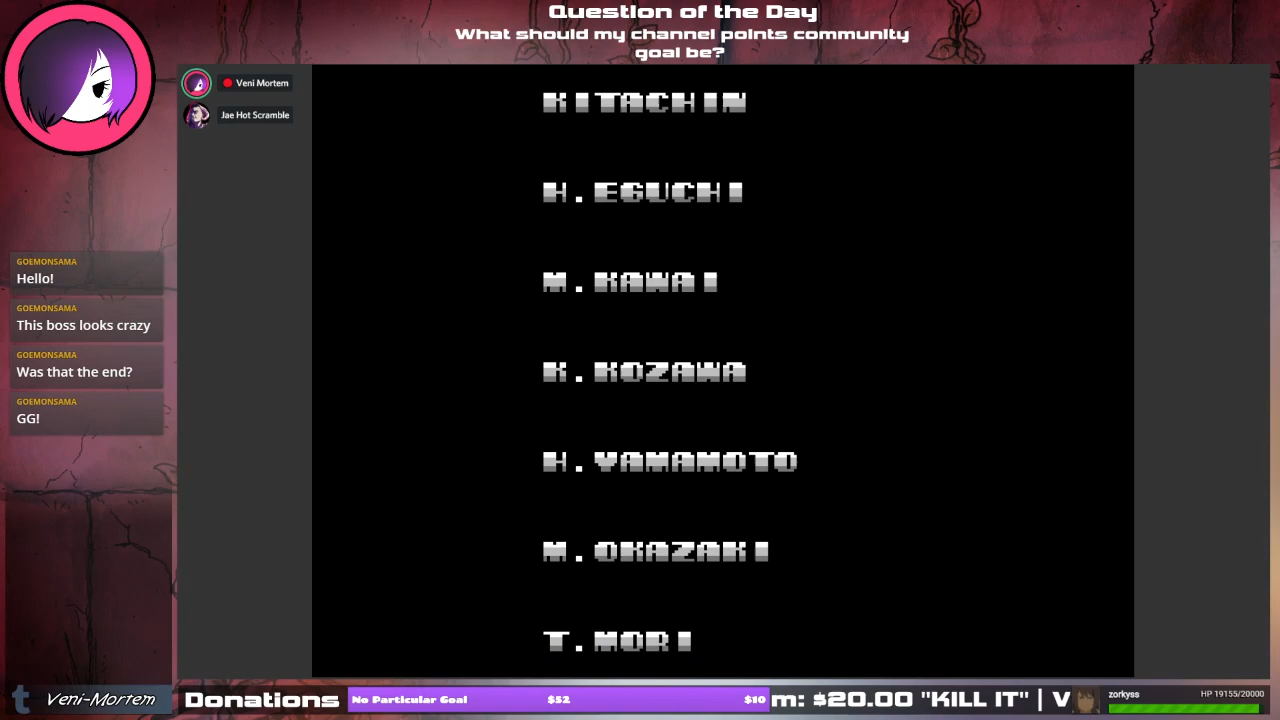 Question of the Day
What should my channel points community
goal be?
Veni Mortem
Jae Hot Scramble
KITACHIN
H. EGUCHI
M. KAWAI
K. KOZAWA
H. YAMAMOTO
M. OKAZAKI
T. MORI
GOEMONSAMA
Hello!
GOEMONSAMA
This boss looks crazy
GOEMONSAMA
Was that the end?
GOEMONSAMA
GG!
t Veni-Mortem
Donations
No Particular Goal $52 $10
m: $20.00 "KILL IT" | V
zorkyss HP 19155/20000